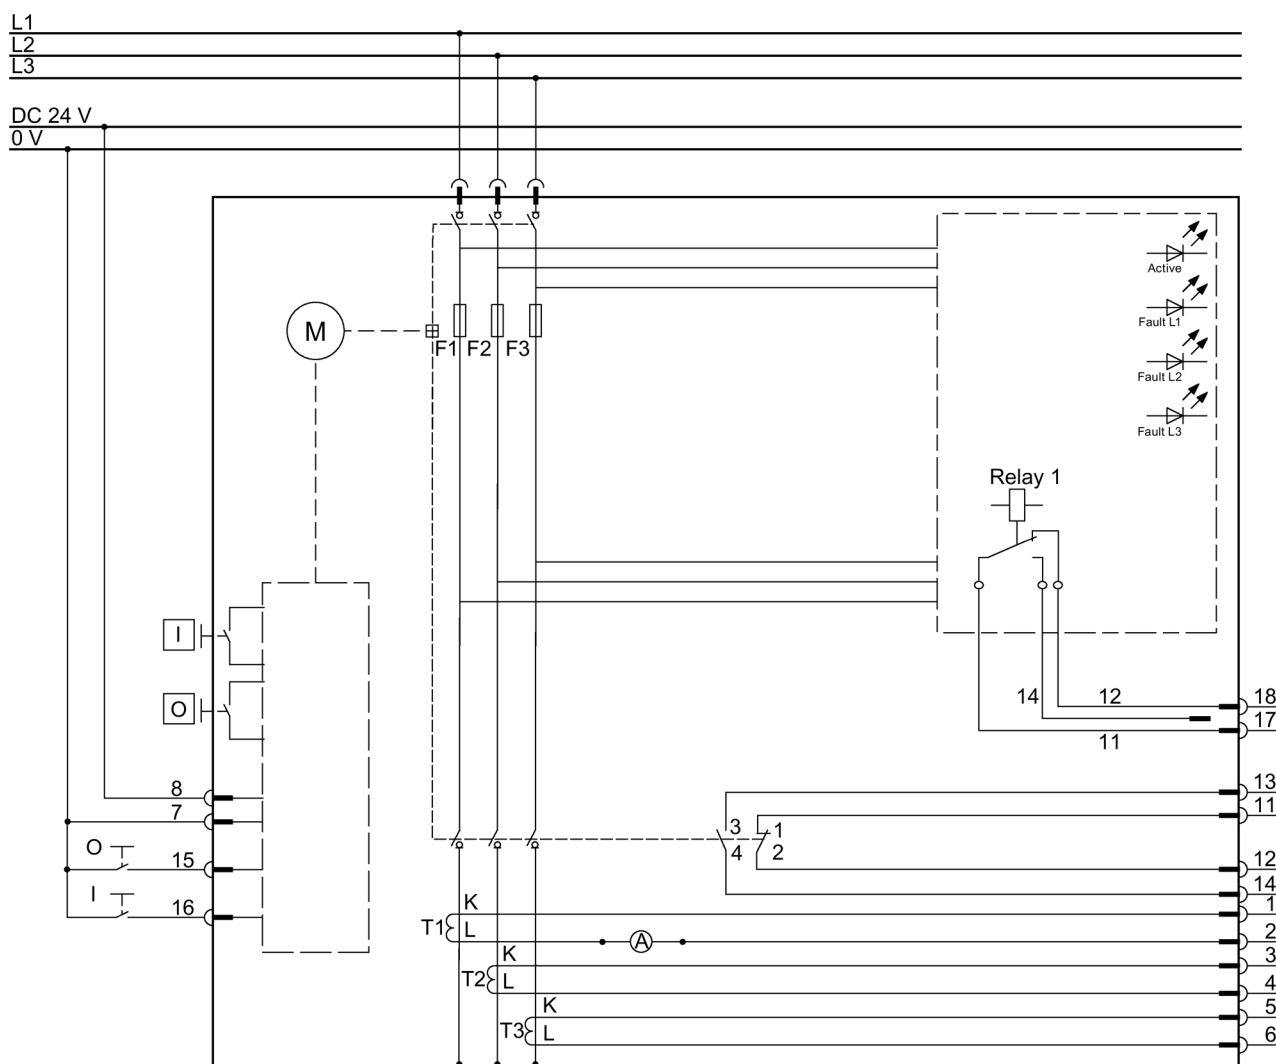 L1
L2
L3
DC 24 V
0 V
Active
Fault L1
M
F1 F2 F3
Fault L2
Fault L3
Relay 1
I
14 12 18
O
17
11
8 13
7 11
3 1
O 4 2
15 12
I 14
16 K 1
T1 L A 2
K 3
T2 L 4
K 5
T3 L 6